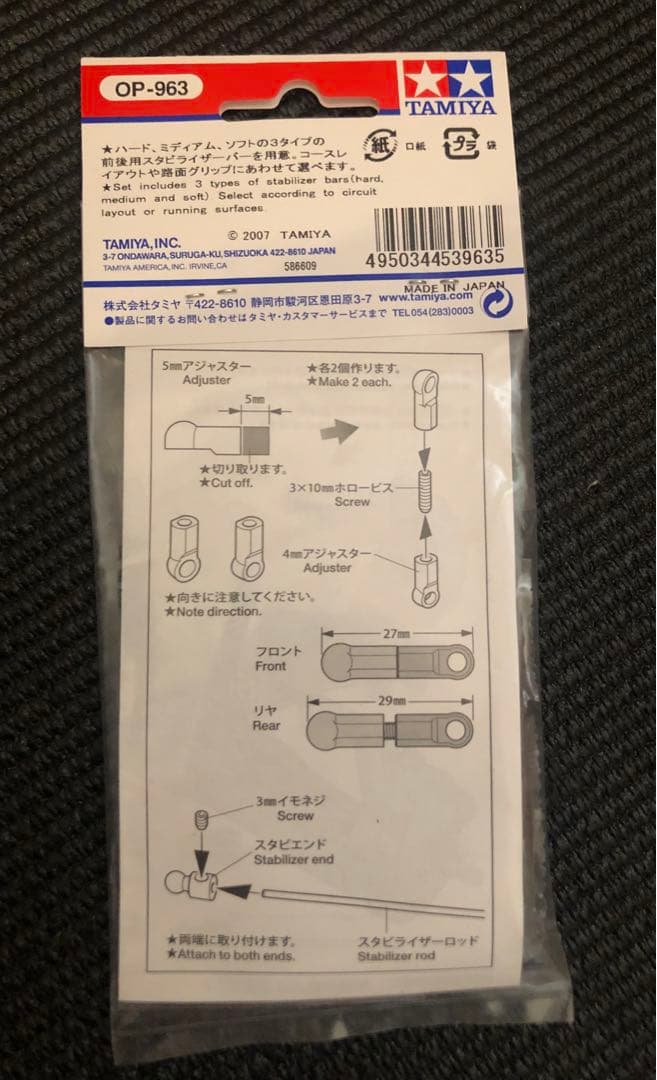 OP-963
TAMIYA
★ハード、ミディアム、ソフトの3タイプの
前後用スタビライザーバーを用意。コースレ
イアウトや路面グリップにあわせて選べます。
★Set includes 3 types of stabilizer bars(hard,
medium and soft) Select according to circuit
layout or running surfaces
紙 口紙
プラ 袋
© 2007 TAMIYA
TAMIYA,INC.
3-7 ONDAWARA,SURUGA-KU,SHIZUOKA 422-8610 JAPAN
TAMIYA AMERICA,INC. IRVINE,CA
586609
4950344539635
MADE IN JAPAN
株式会社タミヤ 〒422-8610 静岡市駿河区恩田原3-7 www.tamiya.com
●製品に関するお問い合わせはタミヤ・カスタマーサービスまで TEL054(283)0003
5mmアジャスター
Adjuster
★各2個作ります。
★Make 2 each.
5mm
★切り取ります。
★Cut off.
3×10mmホロービス
Screw
4mmアジャスター
Adjuster
★向きに注意してください。
★Note direction.
27mm
フロント
Front
29mm
リヤ
Rear
3mmイモネジ
Screw
スタビエンド
Stabilizer end
★両端に取り付けます。
★Attach to both ends.
スタビライザーロッド
Stabilizer rod